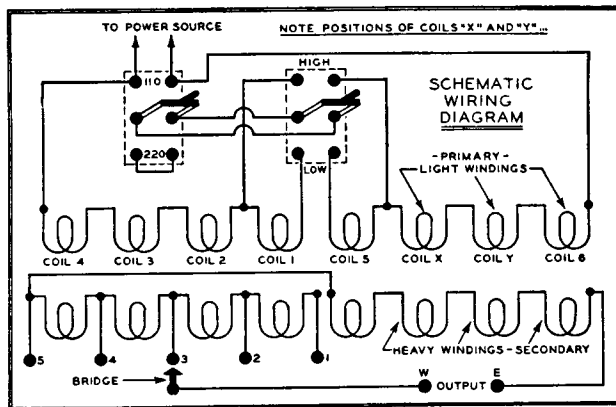 TO POWER SOURCE
NOTE POSITIONS OF COILS "X" AND "Y"...
110
HIGH
220
LOW
SCHEMATIC
WIRING
DIAGRAM
-PRIMARY-
LIGHT WINDINGS
COIL 4
COIL 3
COIL 2
COIL 1
COIL 5
COIL X
COIL Y
COIL 6
5
4
3
2
1
HEAVY WINDINGS - SECONDARY
BRIDGE
W
OUTPUT
E